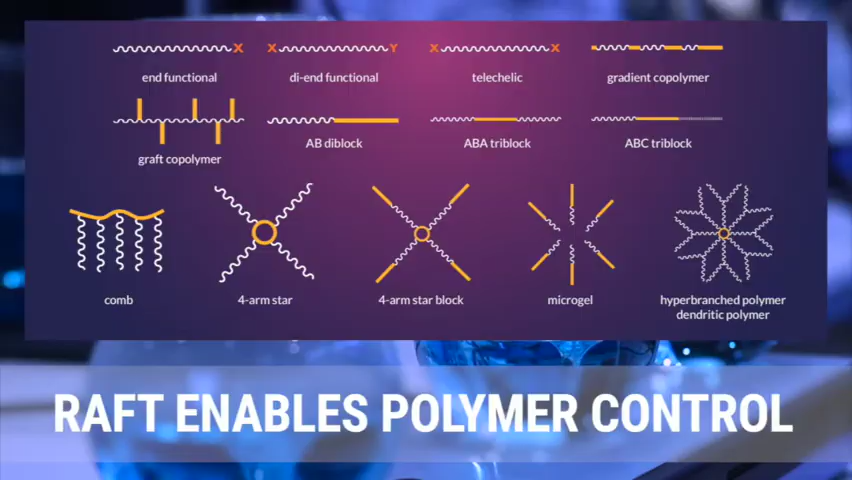 X
X
Y
X
X
end functional
di-end functional
telechelic
gradient copolymer
graft copolymer
AB diblock
ABA triblock
ABC triblock
comb
4-arm star
4-arm star block
microgel
hyperbranched polymer
dendritic polymer
RAFT ENABLES POLYMER CONTROL